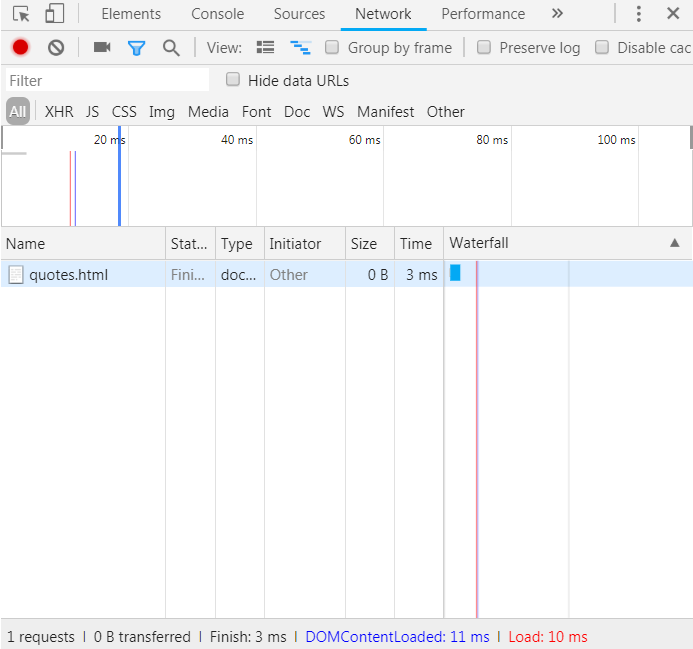 Elements Console Sources Network Performance »
View: Group by frame Preserve log Disable cac
Filter Hide data URLs
All XHR JS CSS Img Media Font Doc WS Manifest Other
20 ms 40 ms 60 ms 80 ms 100 ms
Name Stat... Type Initiator Size Time Waterfall ▲
quotes.html Fini... doc... Other 0 B 3 ms
1 requests | 0 B transferred | Finish: 3 ms | DOMContentLoaded: 11 ms | Load: 10 ms